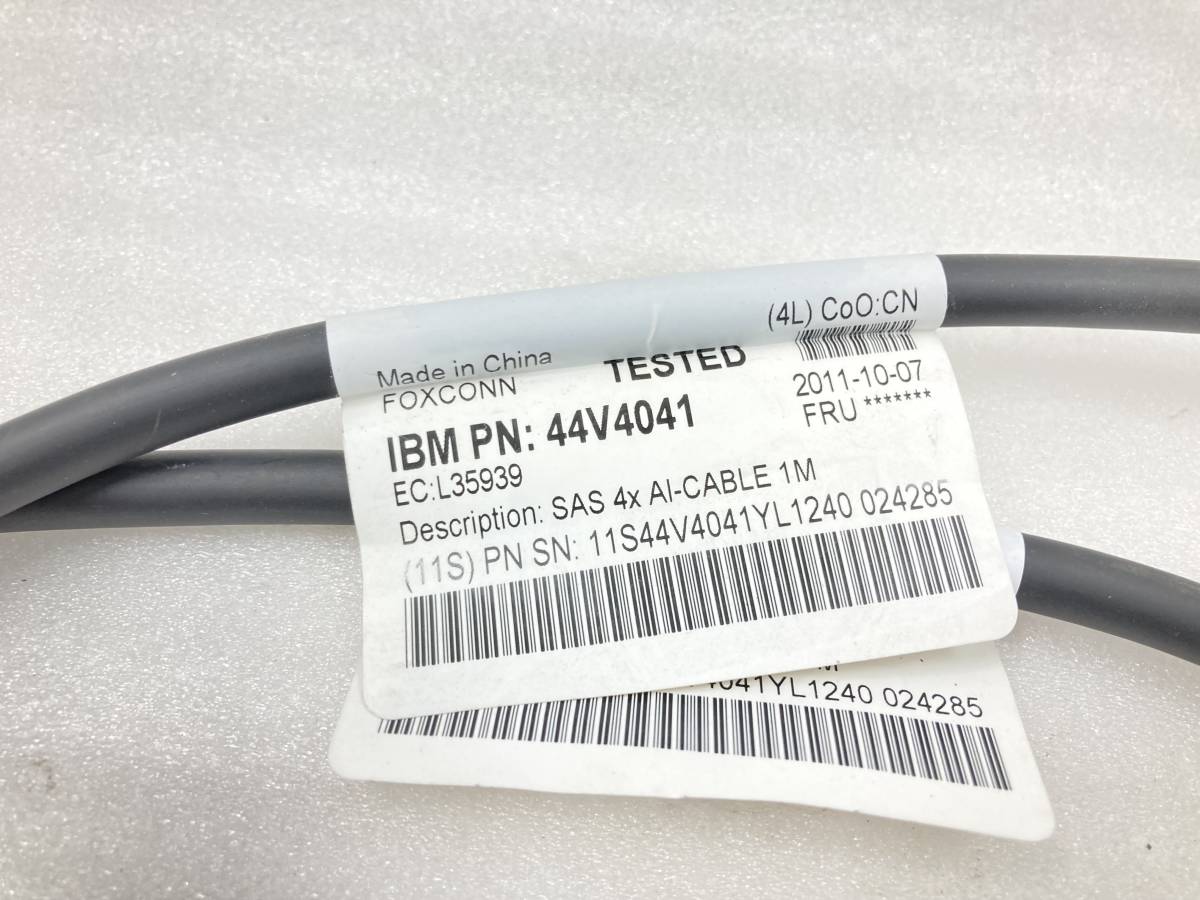 (4L) CoO:CN
Made in China
TESTED
FOXCONN
2011-10-07
IBM PN: 44V4041
FRU *******
EC:L35939
Description: SAS 4x AI-CABLE 1M
(11S) PN SN: 11S44V4041YL1240 024285
M
4041YL1240 024285